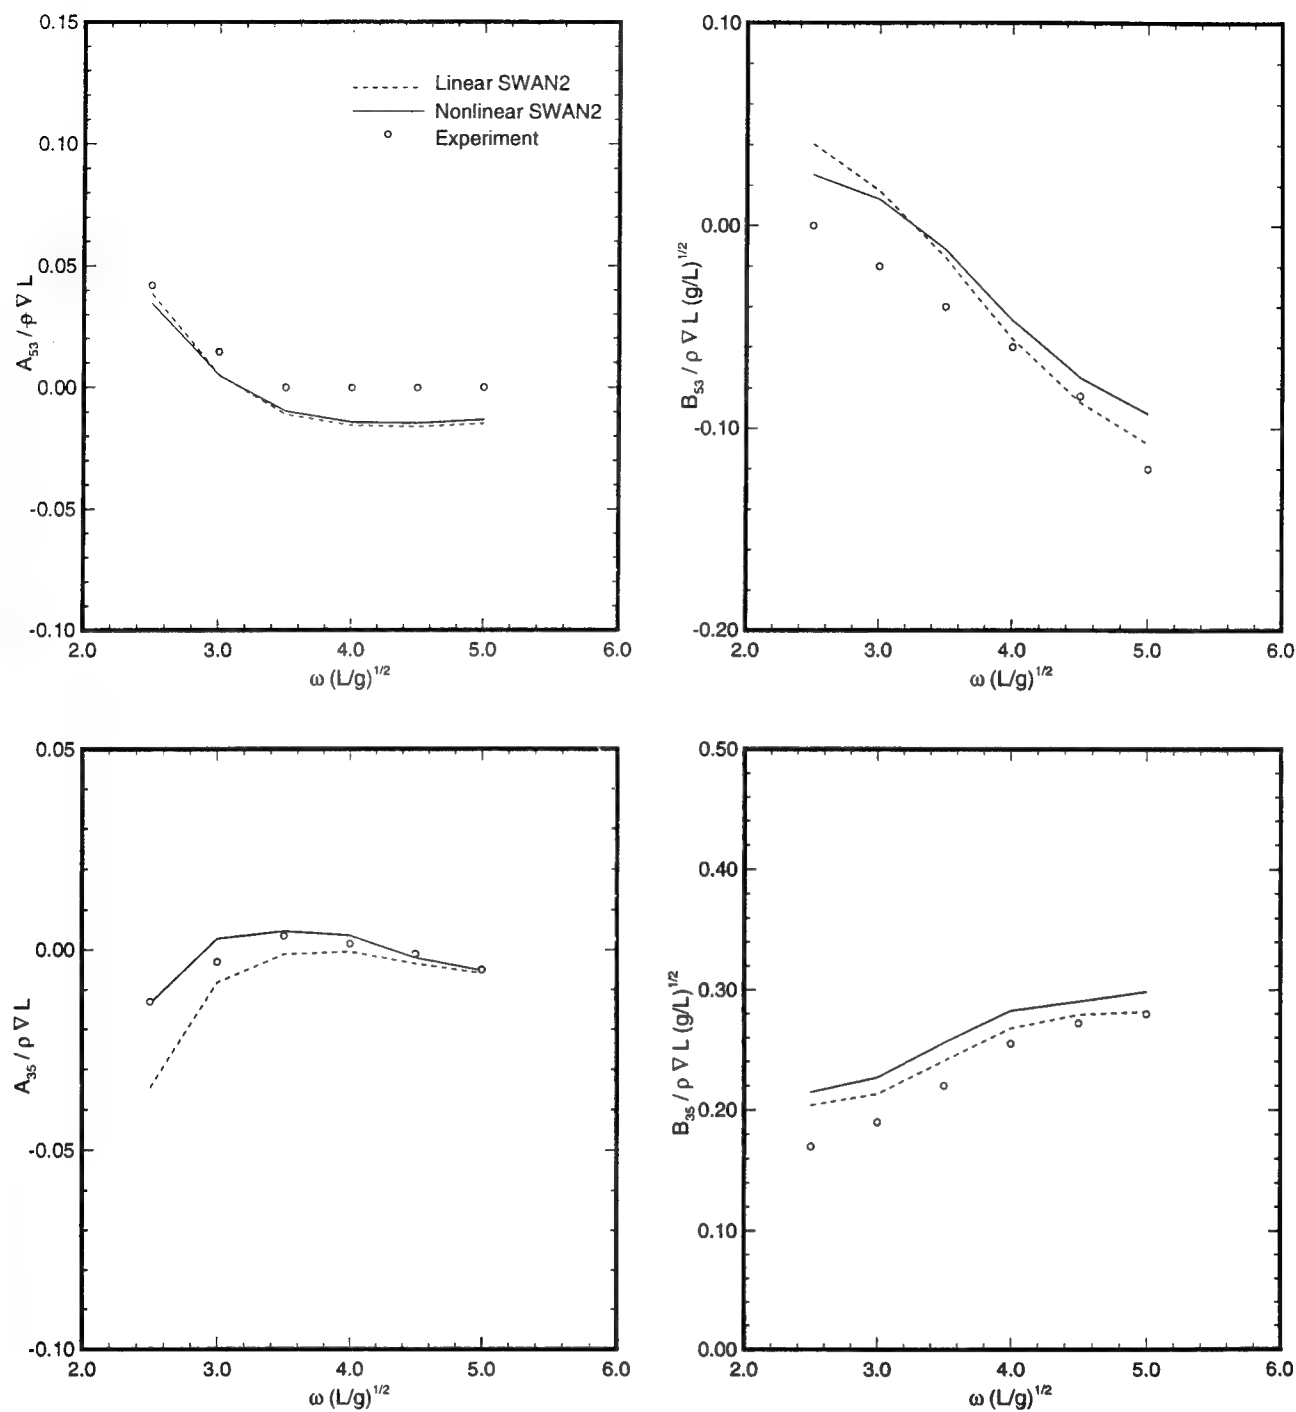 0.15
0.10
0.05
0.00
-0.05
-0.10
A53 / ρ ∇ L
Linear SWAN2
Nonlinear SWAN2
Experiment
2.0 3.0 4.0 5.0 6.0
ω (L/g)1/2
0.10
0.00
-0.10
-0.20
B53 / ρ ∇ L (g/L)1/2
2.0 3.0 4.0 5.0 6.0
ω (L/g)1/2
0.05
0.00
-0.05
-0.10
A35 / ρ ∇ L
2.0 3.0 4.0 5.0 6.0
ω (L/g)1/2
0.50
0.40
0.30
0.20
0.10
0.00
B35 / ρ ∇ L (g/L)1/2
2.0 3.0 4.0 5.0 6.0
ω (L/g)1/2